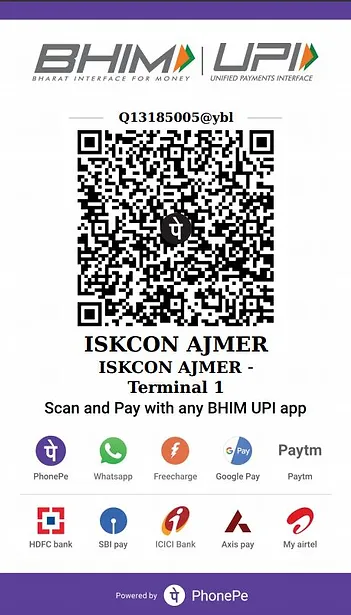 BHIM | UPI
BHARAT INTERFACE FOR MONEY UNIFIED PAYMENTS INTERFACE
Q13185005@ybl
पे
ISKCON AJMER
ISKCON AJMER -
Terminal 1
Scan and Pay with any BHIM UPI app
पे G Pay Paytm
PhonePe Whatsapp Freecharge Google Pay Paytm
HDFC bank SBI pay ICICI Bank Axis pay My airtel
Powered by पे PhonePe